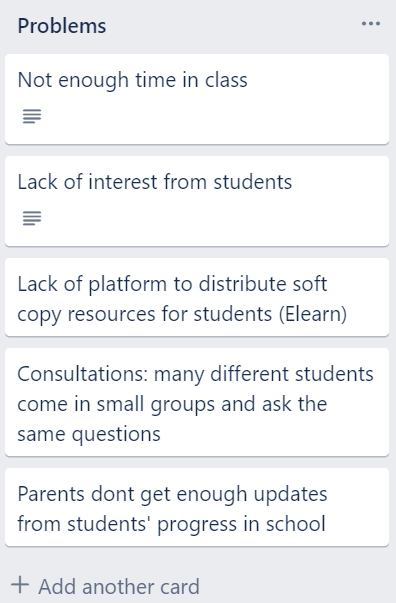 Problems
Not enough time in class
Lack of interest from students
Lack of platform to distribute soft
copy resources for students (Elearn)
Consultations: many different students
come in small groups and ask the
same questions
Parents dont get enough updates
from students' progress in school
+ Add another card